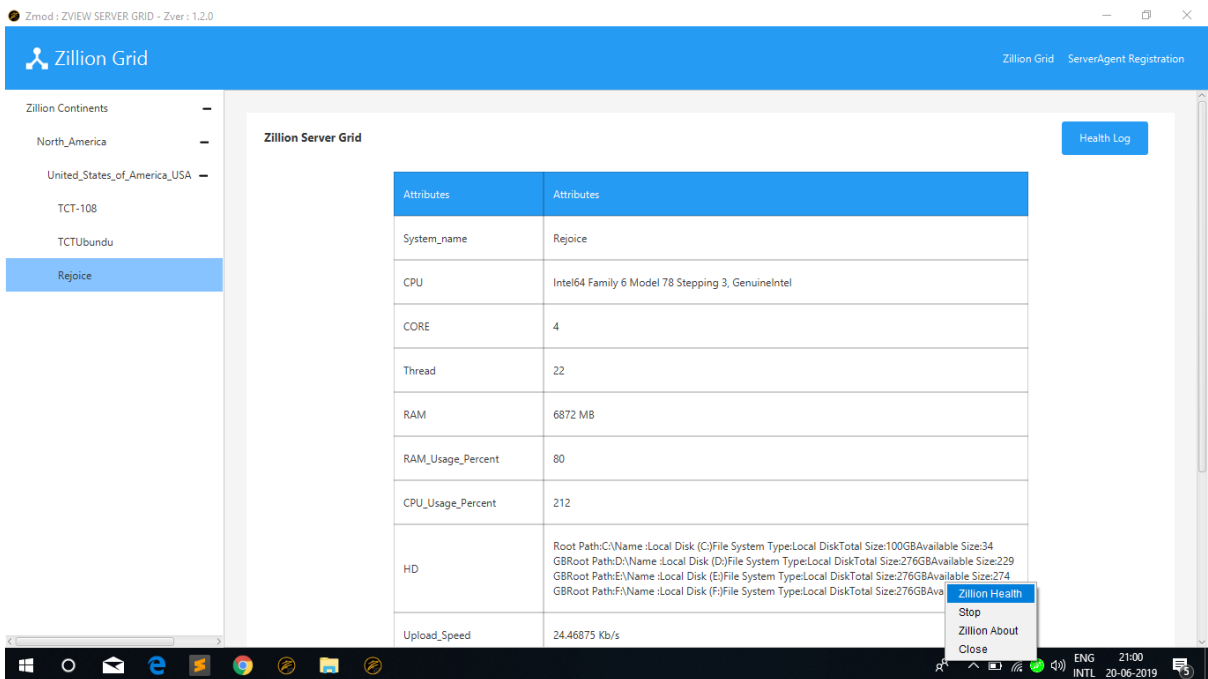 Zmod : ZVIEW SERVER GRID - Zver : 1.2.0
Zillion Grid
Zillion Grid ServerAgent Registration
Zillion Continents
North_America
United_States_of_America_USA
TCT-108
TCTUbundu
Rejoice
Zillion Server Grid
Health Log
Attributes Attributes
System_name Rejoice
CPU Intel64 Family 6 Model 78 Stepping 3, GenuineIntel
CORE 4
Thread 22
RAM 6872 MB
RAM_Usage_Percent 80
CPU_Usage_Percent 212
HD
Root Path:C:\Name :Local Disk (C:)File System Type:Local DiskTotal Size:100GBAvailable Size:34
GBRoot Path:D:\Name :Local Disk (D:)File System Type:Local DiskTotal Size:276GBAvailable Size:229
GBRoot Path:E:\Name :Local Disk (E:)File System Type:Local DiskTotal Size:276GBAvailable Size:274
GBRoot Path:F:\Name :Local Disk (F:)File System Type:Local DiskTotal Size:276GBAva
Upload_Speed 24.46875 Kb/s
Zillion Health
Stop
Zillion About
Close
ENG
INTL
21:00
20-06-2019
5